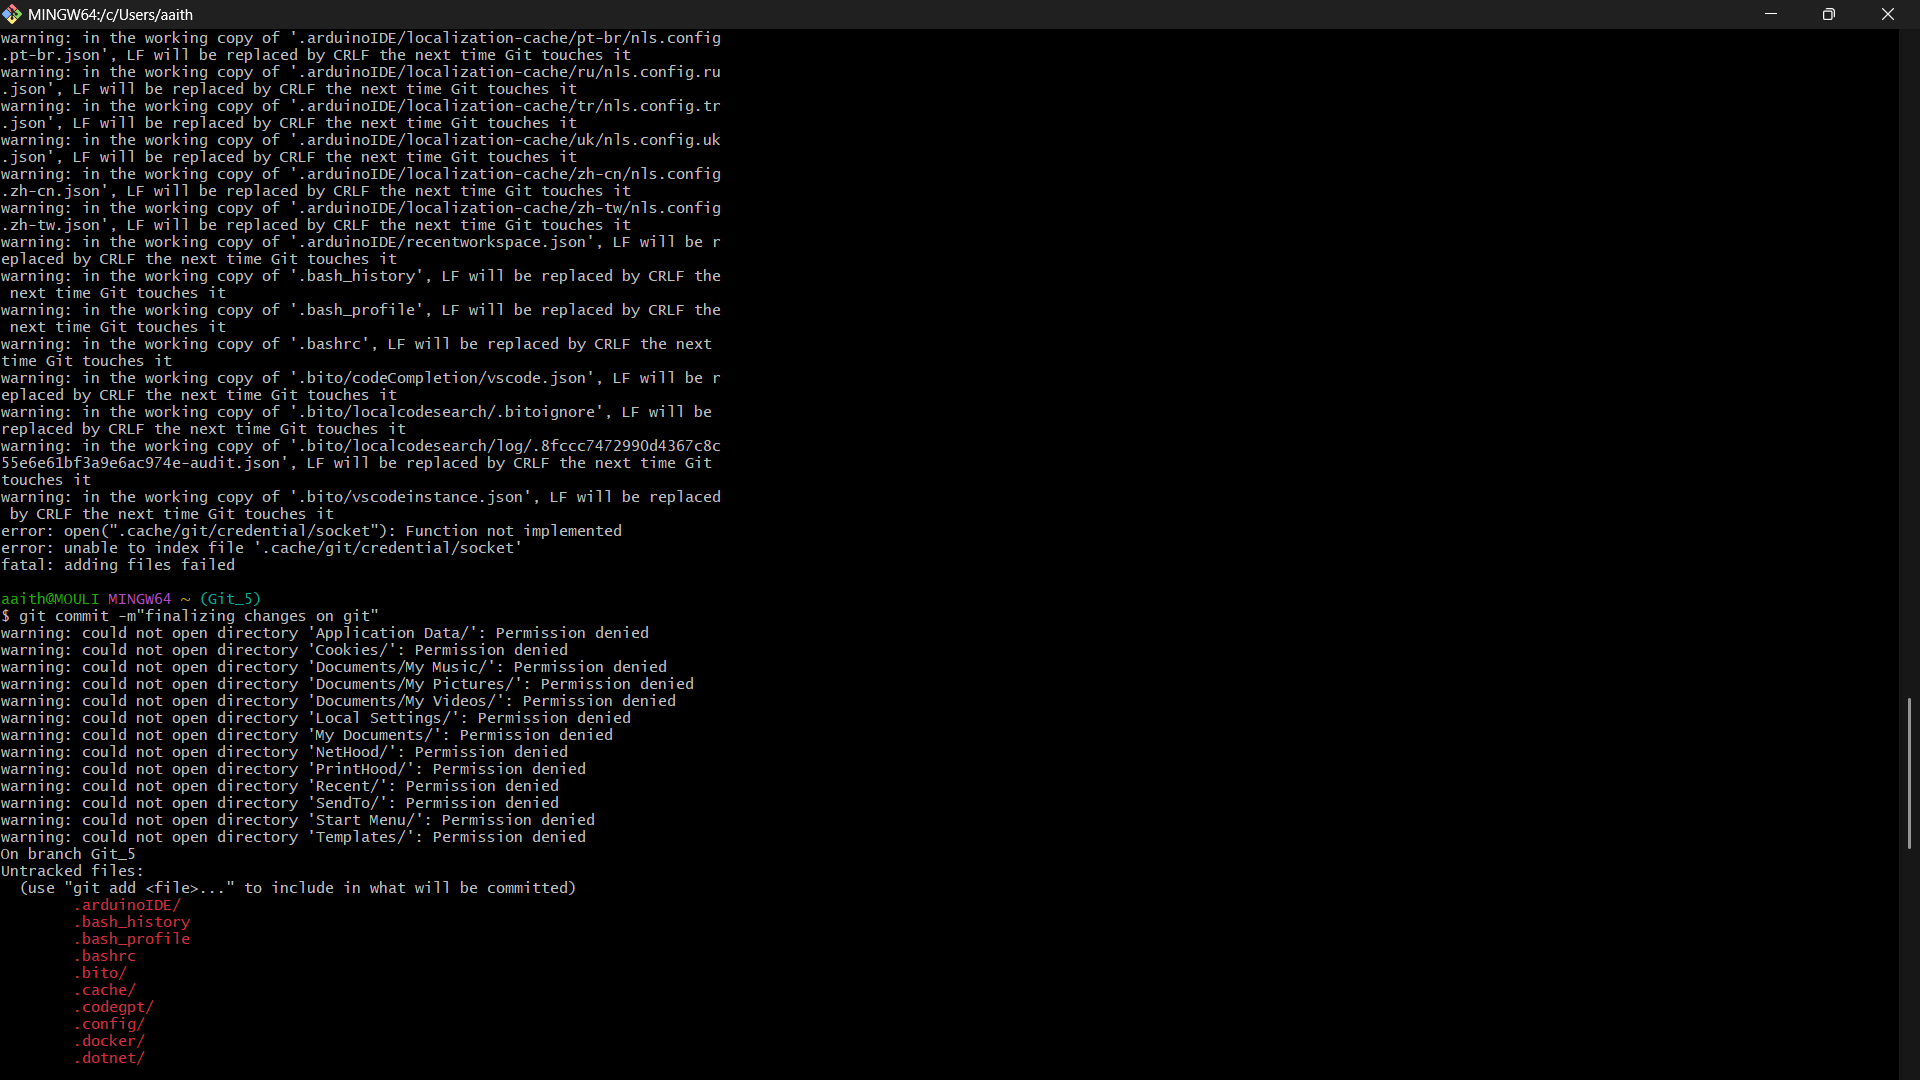 MINGW64:/c/Users/aaith
warning: in the working copy of '.arduinoIDE/localization-cache/pt-br/nls.config
.pt-br.json', LF will be replaced by CRLF the next time Git touches it
warning: in the working copy of '.arduinoIDE/localization-cache/ru/nls.config.ru
.json', LF will be replaced by CRLF the next time Git touches it
warning: in the working copy of '.arduinoIDE/localization-cache/tr/nls.config.tr
.json', LF will be replaced by CRLF the next time Git touches it
warning: in the working copy of '.arduinoIDE/localization-cache/uk/nls.config.uk
.json', LF will be replaced by CRLF the next time Git touches it
warning: in the working copy of '.arduinoIDE/localization-cache/zh-cn/nls.config
.zh-cn.json', LF will be replaced by CRLF the next time Git touches it
warning: in the working copy of '.arduinoIDE/localization-cache/zh-tw/nls.config
.zh-tw.json', LF will be replaced by CRLF the next time Git touches it
warning: in the working copy of '.arduinoIDE/recentworkspace.json', LF will be r
eplaced by CRLF the next time Git touches it
warning: in the working copy of '.bash_history', LF will be replaced by CRLF the
 next time Git touches it
warning: in the working copy of '.bash_profile', LF will be replaced by CRLF the
 next time Git touches it
warning: in the working copy of '.bashrc', LF will be replaced by CRLF the next
time Git touches it
warning: in the working copy of '.bito/codeCompletion/vscode.json', LF will be r
eplaced by CRLF the next time Git touches it
warning: in the working copy of '.bito/localcodesearch/.bitoignore', LF will be
replaced by CRLF the next time Git touches it
warning: in the working copy of '.bito/localcodesearch/log/.8fccc7472990d4367c8c
55e6e61bf3a9e6ac974e-audit.json', LF will be replaced by CRLF the next time Git
touches it
warning: in the working copy of '.bito/vscodeinstance.json', LF will be replaced
 by CRLF the next time Git touches it
error: open(".cache/git/credential/socket"): Function not implemented
error: unable to index file '.cache/git/credential/socket'
fatal: adding files failed
aaith@MOULI MINGW64 ~ (Git_5)
$ git commit -m"finalizing changes on git"
warning: could not open directory 'Application Data/': Permission denied
warning: could not open directory 'Cookies/': Permission denied
warning: could not open directory 'Documents/My Music/': Permission denied
warning: could not open directory 'Documents/My Pictures/': Permission denied
warning: could not open directory 'Documents/My Videos/': Permission denied
warning: could not open directory 'Local Settings/': Permission denied
warning: could not open directory 'My Documents/': Permission denied
warning: could not open directory 'NetHood/': Permission denied
warning: could not open directory 'PrintHood/': Permission denied
warning: could not open directory 'Recent/': Permission denied
warning: could not open directory 'SendTo/': Permission denied
warning: could not open directory 'Start Menu/': Permission denied
warning: could not open directory 'Templates/': Permission denied
On branch Git_5
Untracked files:
  (use "git add <file>..." to include in what will be committed)
        .arduinoIDE/
        .bash_history
        .bash_profile
        .bashrc
        .bito/
        .cache/
        .codegpt/
        .config/
        .docker/
        .dotnet/